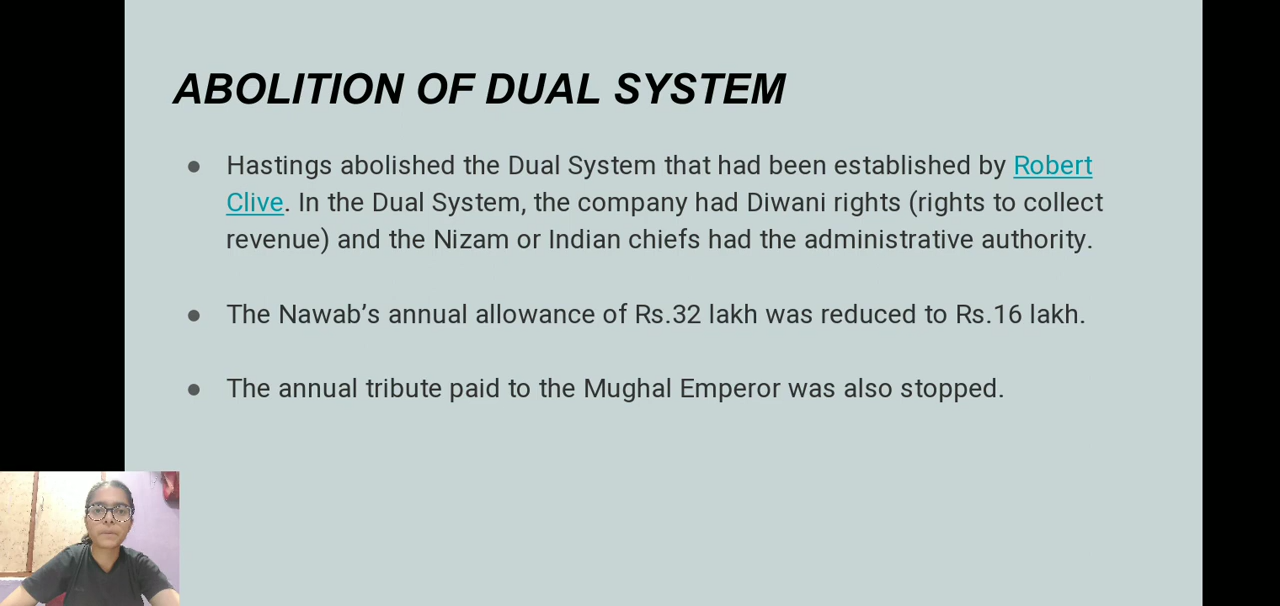 ABOLITION OF DUAL SYSTEM
● Hastings abolished the Dual System that had been established by Robert
Clive. In the Dual System, the company had Diwani rights (rights to collect
revenue) and the Nizam or Indian chiefs had the administrative authority.
● The Nawab’s annual allowance of Rs.32 lakh was reduced to Rs.16 lakh.
● The annual tribute paid to the Mughal Emperor was also stopped.